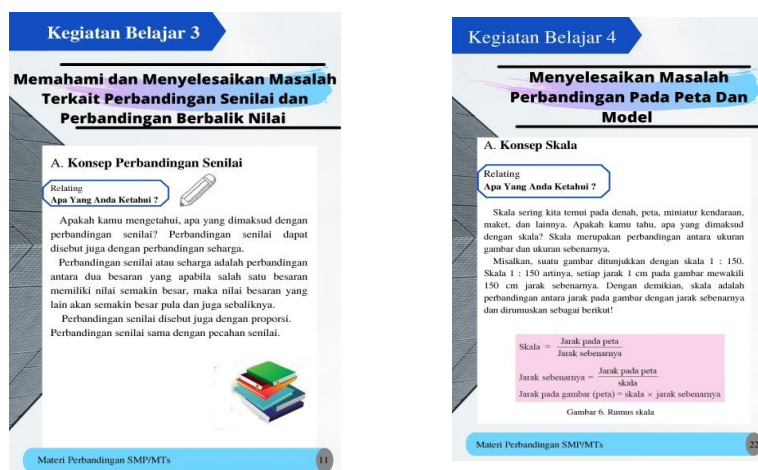 Kegiatan Belajar 3
Memahami dan Menyelesaikan Masalah
Terkait Perbandingan Senilai dan
Perbandingan Berbalik Nilai
A. Konsep Perbandingan Senilai
Relating
Apa Yang Anda Ketahui ?
Apakah kamu mengetahui, apa yang dimaksud dengan
perbandingan senilai? Perbandingan senilai dapat
disebut juga dengan perbandingan seharga.
Perbandingan senilai atau seharga adalah perbandingan
antara dua besaran yang apabila salah satu besaran
memiliki nilai semakin besar, maka nilai besaran yang
lain akan semakin besar pula dan juga sebaliknya.
Perbandingan senilai disebut juga dengan proporsi.
Perbandingan senilai sama dengan pecahan senilai.
Materi Perbandingan SMP/MTs
11
Kegiatan Belajar 4
Menyelesaikan Masalah
Perbandingan Pada Peta Dan
Model
A. Konsep Skala
Relating
Apa Yang Anda Ketahui ?
Skala sering kita temui pada denah, peta, miniatur kendaraan,
maket, dan lainnya. Apakah kamu tahu, apa yang dimaksud
dengan skala? Skala merupakan perbandingan antara ukuran
gambar dan ukuran sebenarnya.
Misalkan, suatu gambar ditunjukkan dengan skala 1 : 150.
Skala 1 : 150 artinya, setiap jarak 1 cm pada gambar mewakili
150 cm jarak sebenarnya. Dengan demikian, skala adalah
perbandingan antara jarak pada gambar dengan jarak sebenarnya
dan dirumuskan sebagai berikut!
Skala = Jarak pada peta
Jarak sebenarnya
Jarak sebenarnya = Jarak pada peta
skala
Jarak pada gambar (peta) = skala × jarak sebenarnya
Gambar 6. Rumus skala
Materi Perbandingan SMP/MTs
22